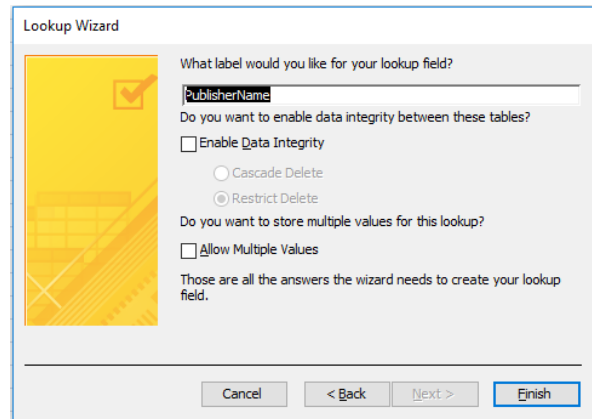 Lookup Wizard
What label would you like for your lookup field?
PublisherName
Do you want to enable data integrity between these tables?
Enable Data Integrity
Cascade Delete
Restrict Delete
Do you want to store multiple values for this lookup?
Allow Multiple Values
Those are all the answers the wizard needs to create your lookup
field.
Cancel
< Back
Next >
Finish